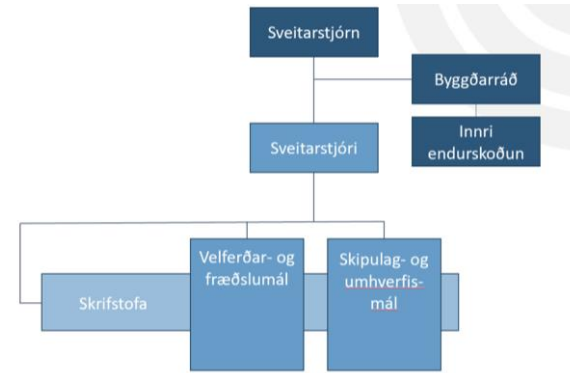 Sveitarstjórn
Byggðarráð
Innri
endurskoðun
Sveitarstjóri
Velferðar- og
fræðslumál
Skipulag- og
umhverfis-
mál
Skrifstofa